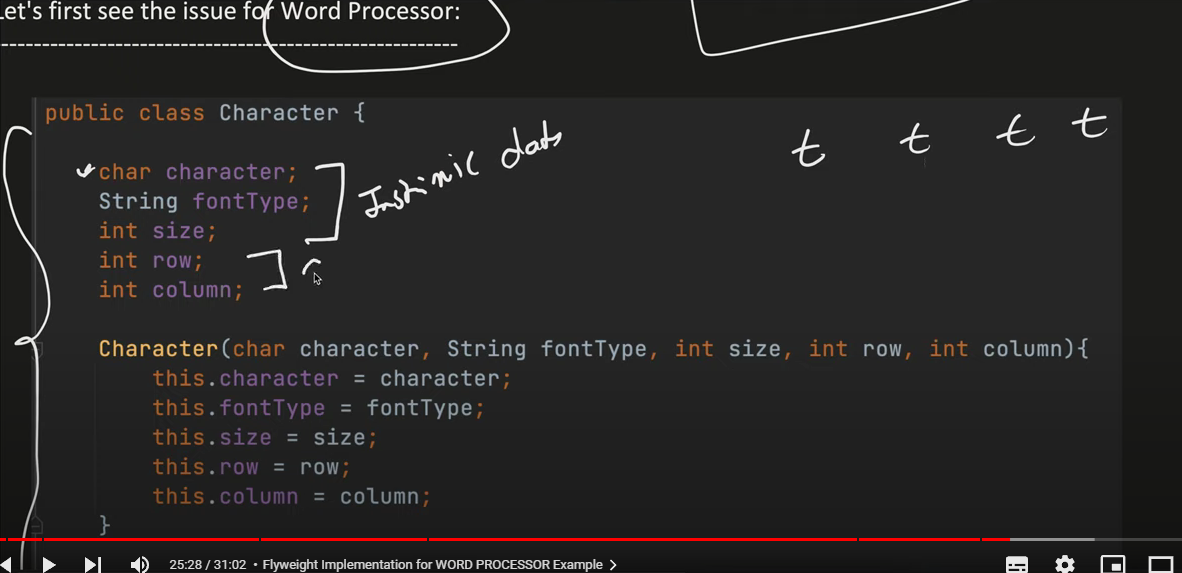 Let's first see the issue for Word Processor:
-------------------------------------------------------
public class Character {
t t t t
char character;
String fontType;
int size;
int row;
int column;
data
Character(char character, String fontType, int size, int row, int column){
this.character = character;
this.fontType = fontType;
this.size = size;
this.row = row;
this.column = column;
}
25:28 / 31:02 • Flyweight Implementation for WORD PROCESSOR Example >